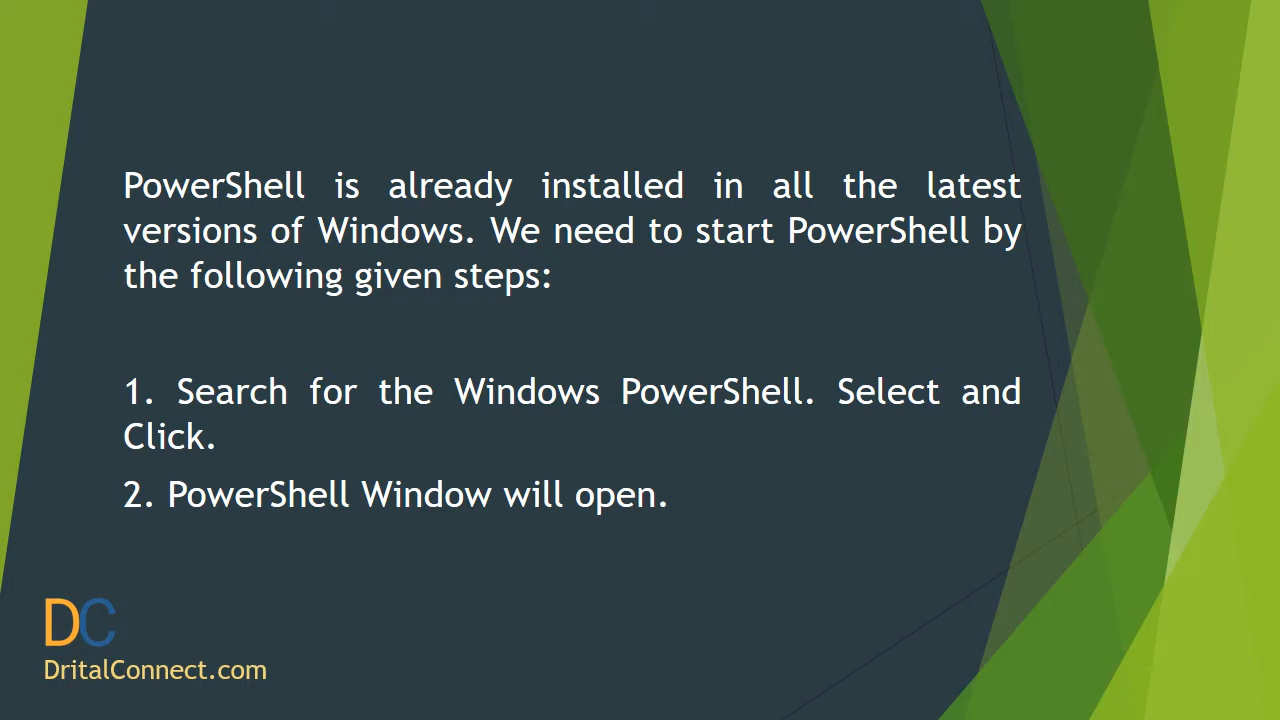 PowerShell is already installed in all the latest
versions of Windows. We need to start PowerShell by
the following given steps:
1. Search for the Windows PowerShell. Select and
Click.
2. PowerShell Window will open.
DC
DritalConnect.com